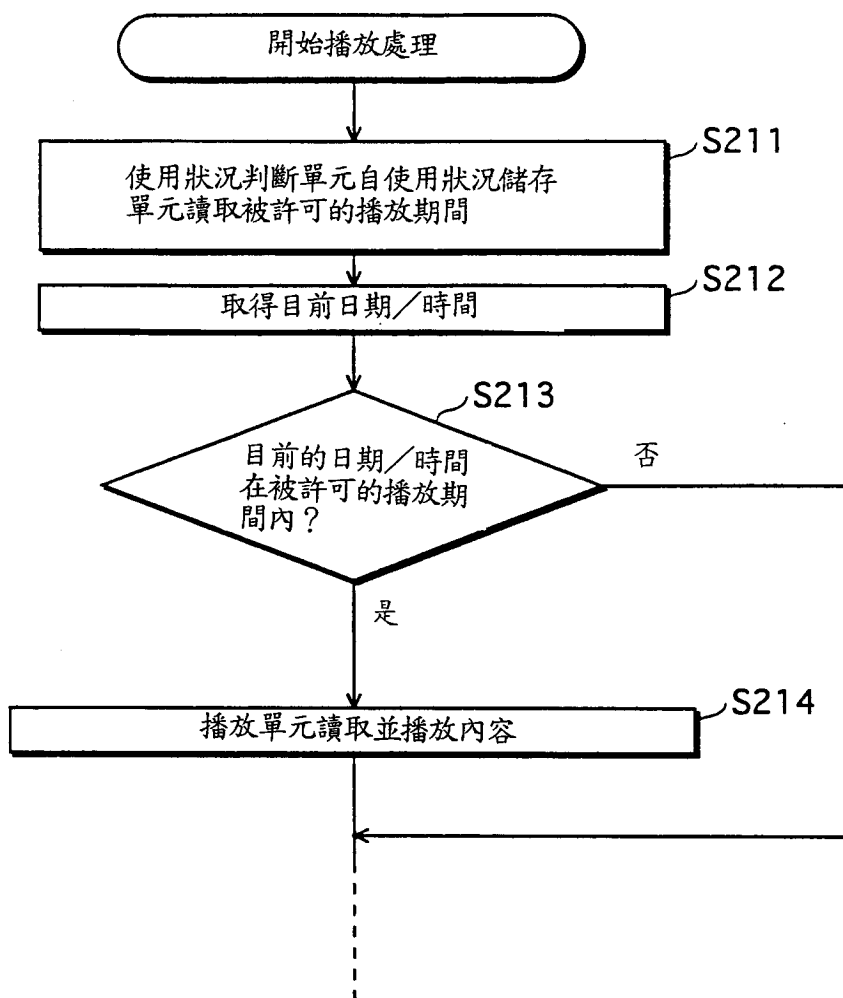 開始播放處理
S211
使用狀況判斷單元自使用狀況儲存
單元讀取被許可的播放期間
S212
取得目前日期／時間
S213
目前的日期／時間
在被許可的播放期
間內？
否
是
S214
播放單元讀取並播放內容